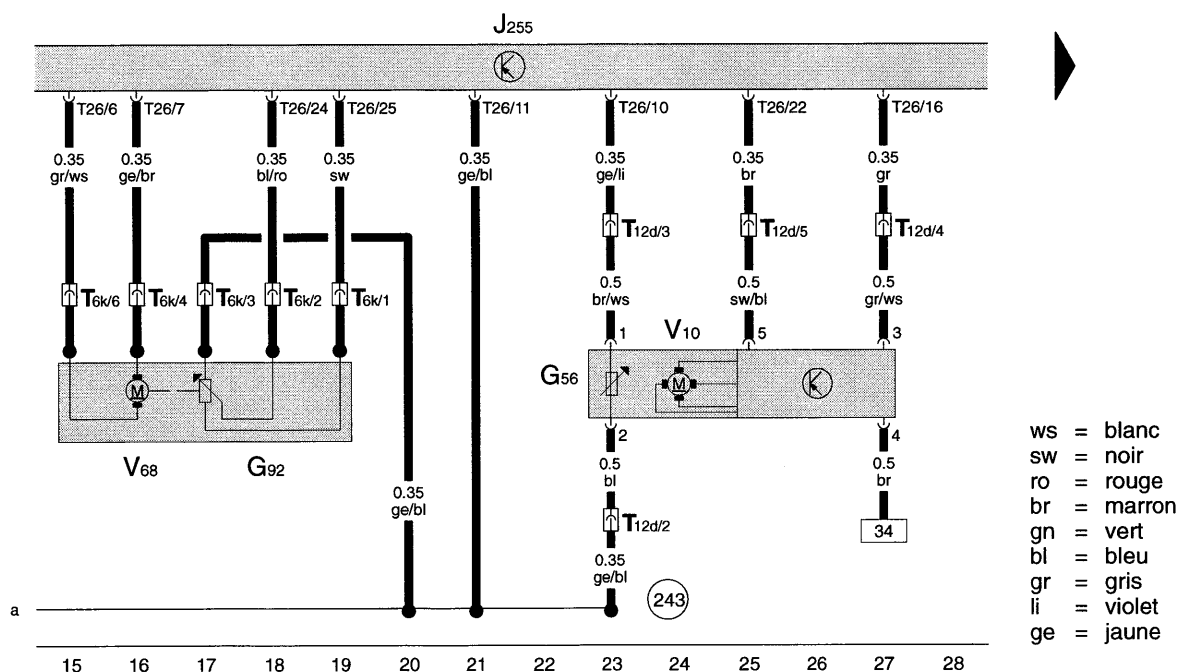 J255
T26/6 T26/7 T26/24 T26/25 T26/11 T26/10 T26/22 T26/16
0.35 0.35 0.35 0.35 0.35 0.35 0.35 0.35
gr/ws ge/br bl/ro sw ge/bl ge/li br gr
T12d/3 T12d/5 T12d/4
T6k/6 T6k/4 T6k/3 T6k/2 T6k/1
0.5 0.5 0.5
br/ws sw/bl gr/ws
1 V10 5 3
G56 M
M
2 4
V68 G92
0.5 0.5
bl br
0.35
ge/bl
T12d/2
34
0.35
ge/bl
243
a
15 16 17 18 19 20 21 22 23 24 25 26 27 28
ws = blanc
sw = noir
ro = rouge
br = marron
gn = vert
bl = bleu
gr = gris
li = violet
ge = jaune